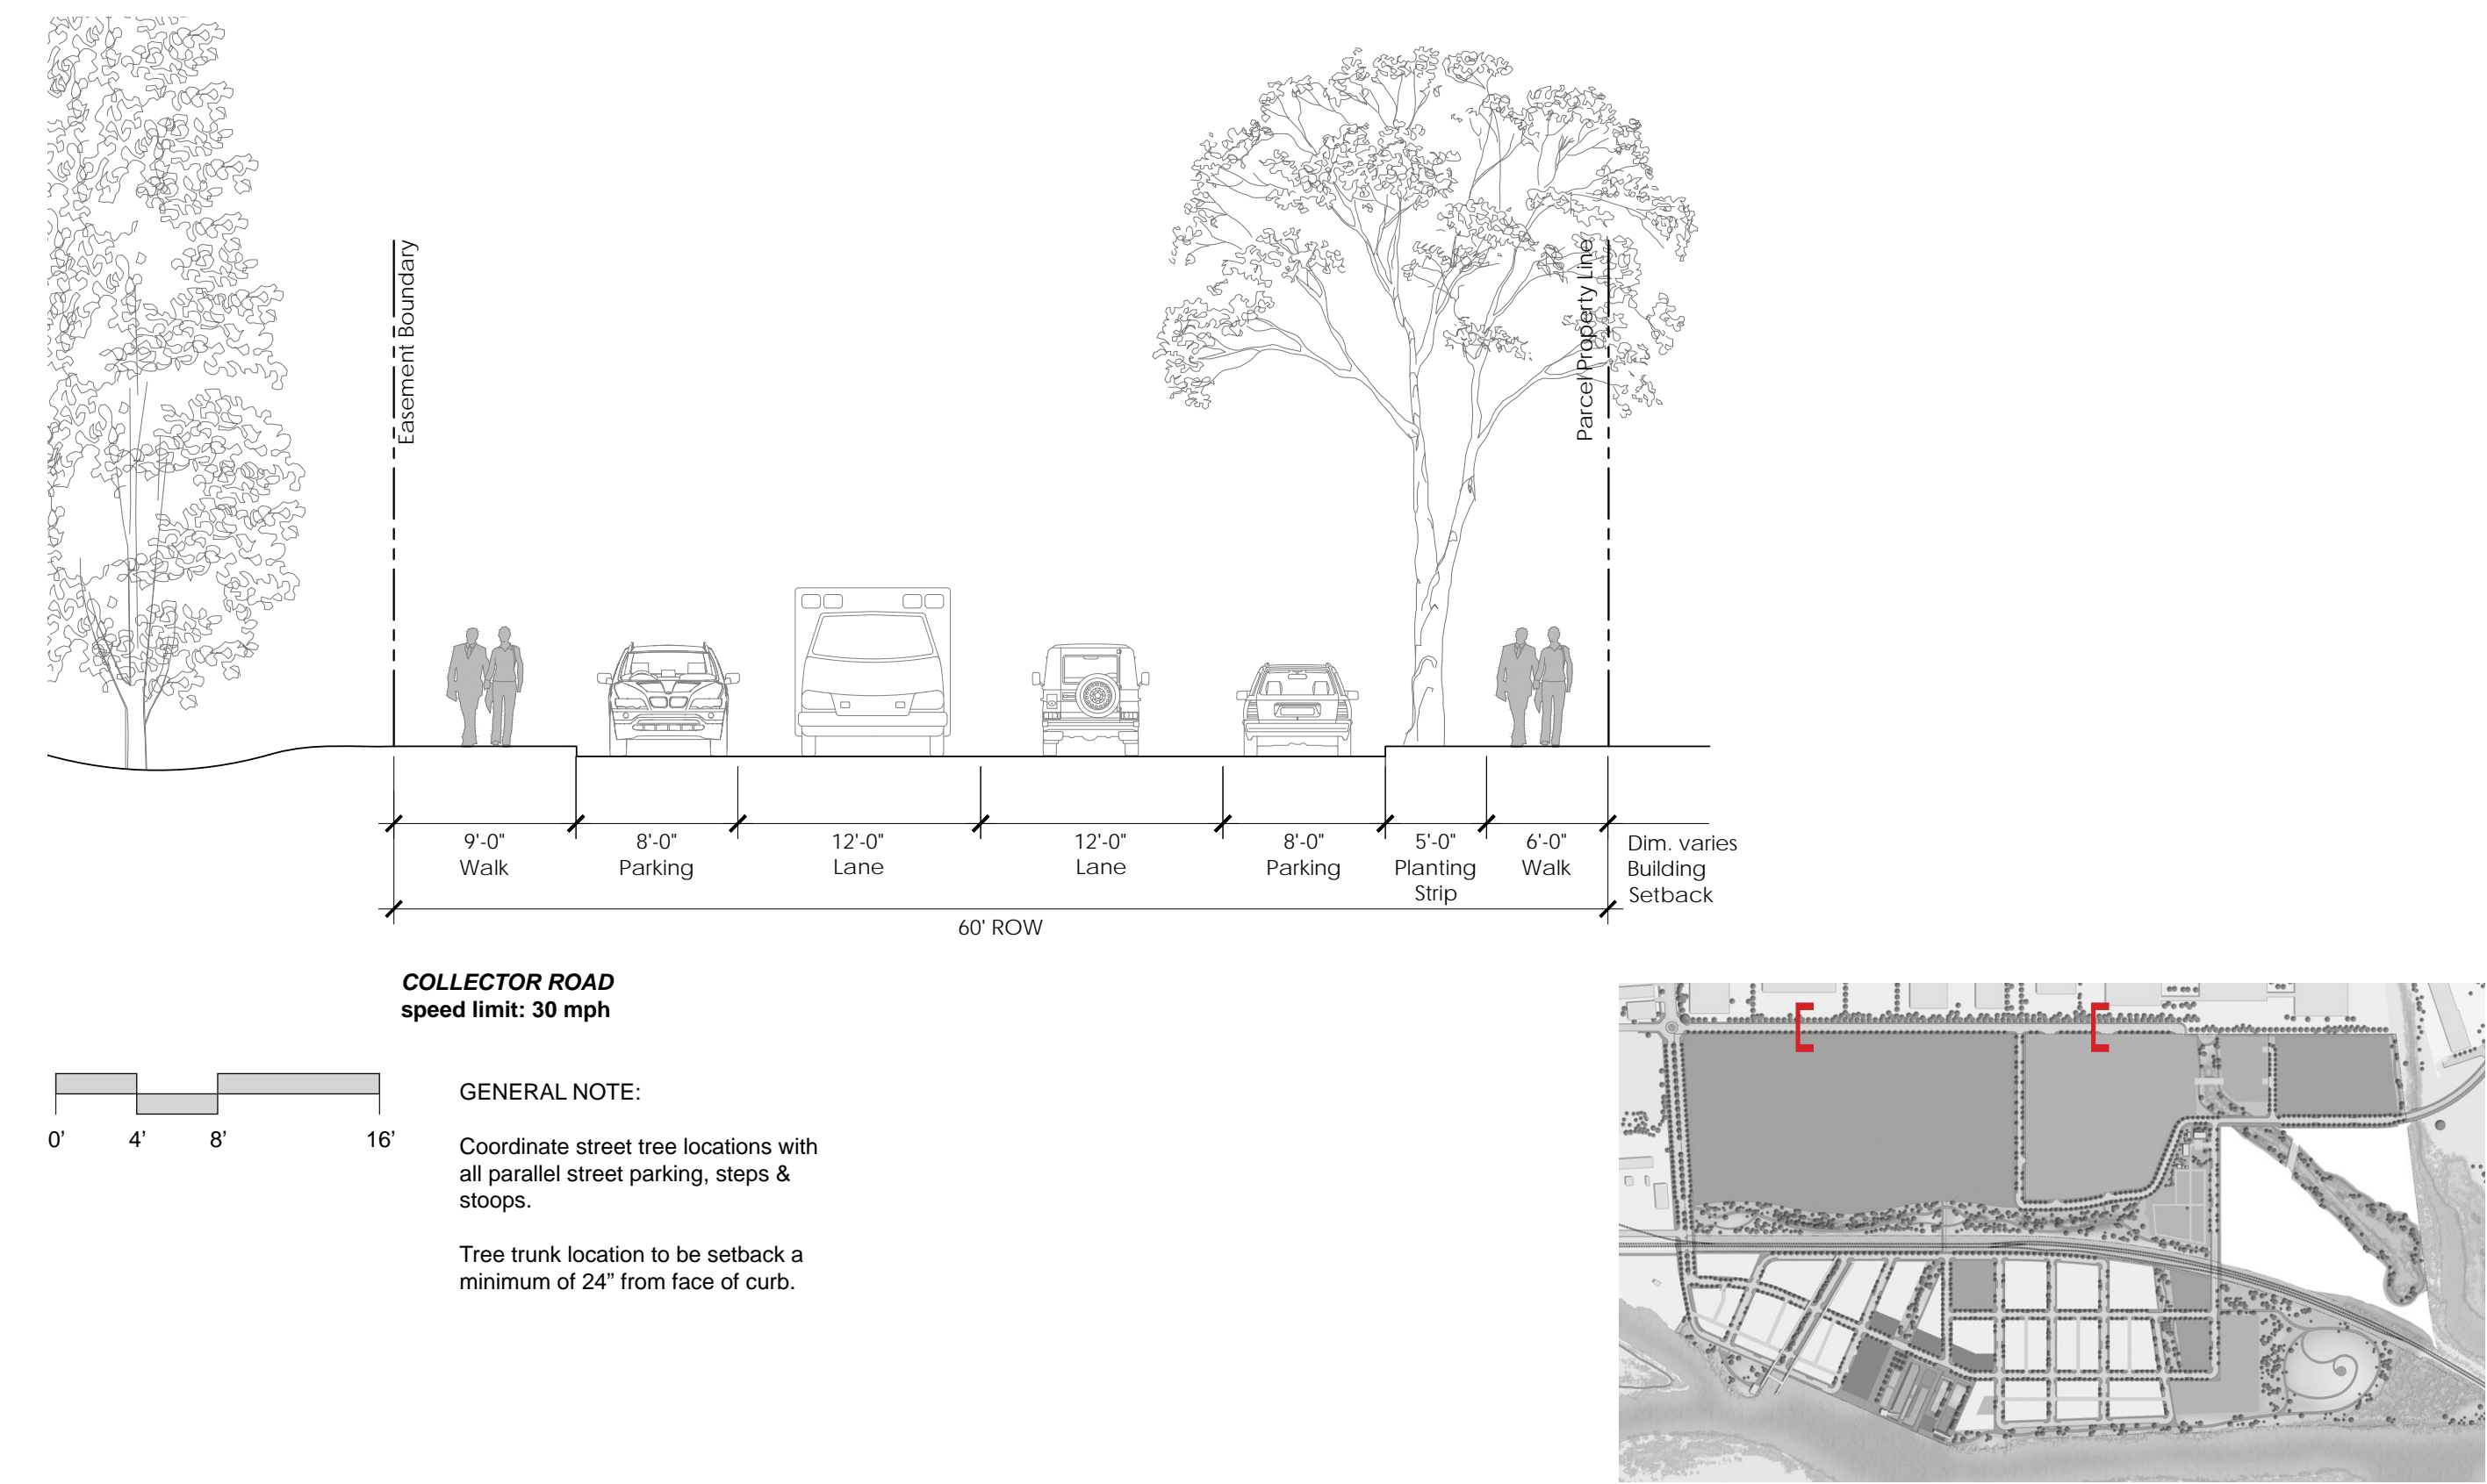 Easement Boundary
Parcel Property Line
9'-0"
Walk
8'-0"
Parking
12'-0"
Lane
12'-0"
Lane
8'-0"
Parking
5'-0"
Planting
Strip
6'-0"
Walk
Dim. varies
Building
Setback
60' ROW
COLLECTOR ROAD
speed limit: 30 mph
0’
4’
8’
16’
GENERAL NOTE:
Coordinate street tree locations with
all parallel street parking, steps &
stoops.
Tree trunk location to be setback a
minimum of 24” from face of curb.